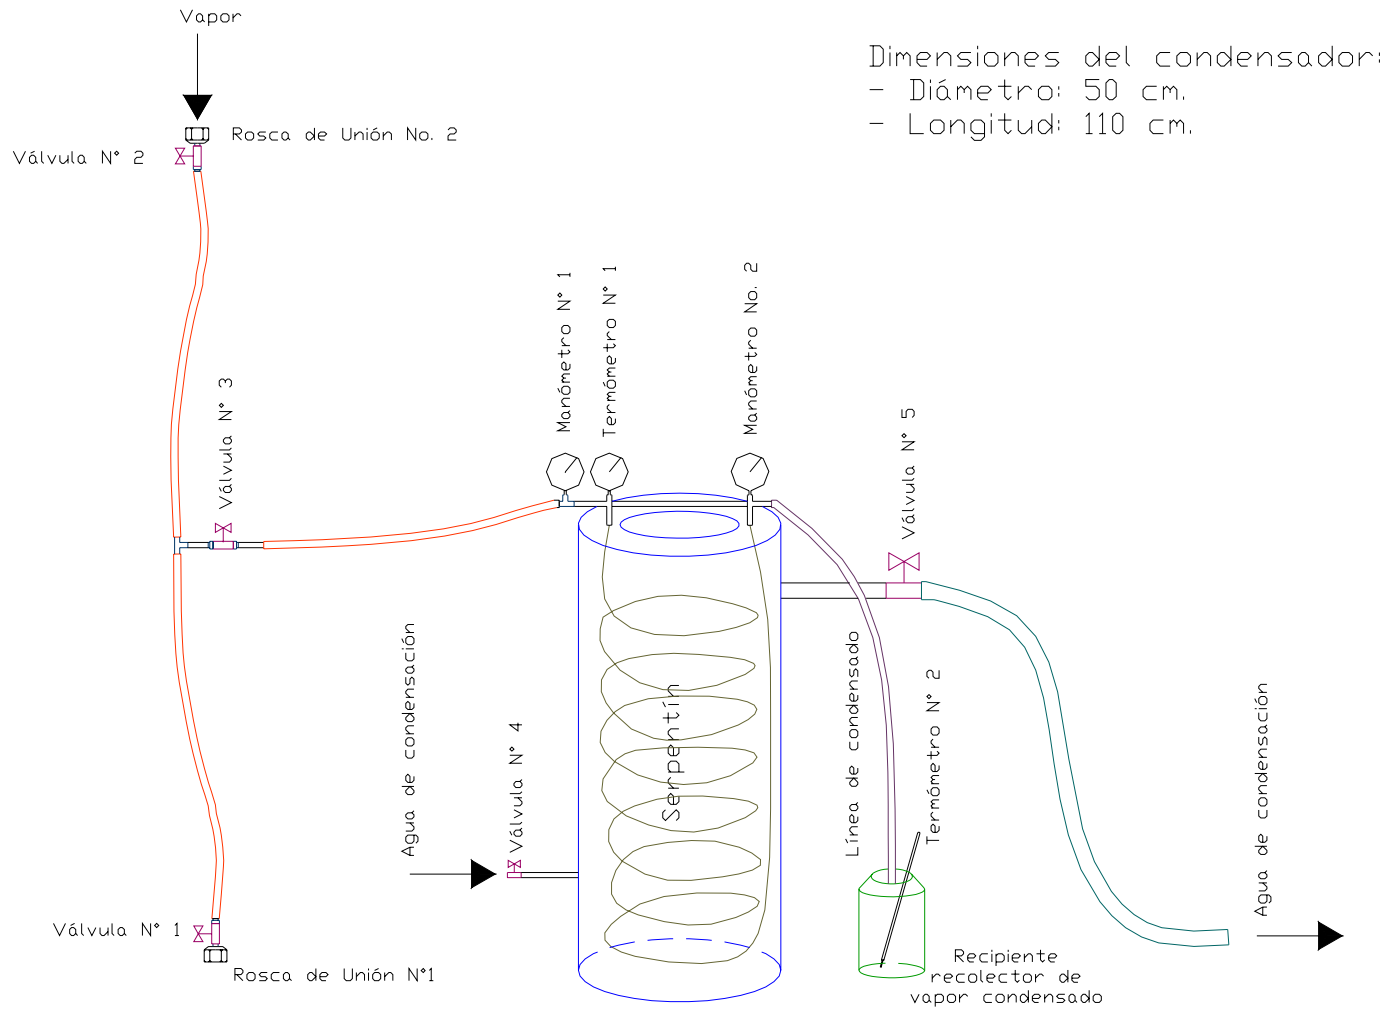 Vapor
Dimensiones del condensador:
- Diámetro: 50 cm.
- Longitud: 110 cm.
Rosca de Unión No. 2
Válvula N° 2
Manómetro N° 1
Termómetro N° 1
Manómetro No. 2
Válvula N° 3
Válvula N° 5
Agua de condensación
Válvula N° 4
Serpentín
Línea de condensado
Termómetro N° 2
Agua de condensación
Válvula N° 1
Rosca de Unión N°1
Recipiente
recolector de
vapor condensado